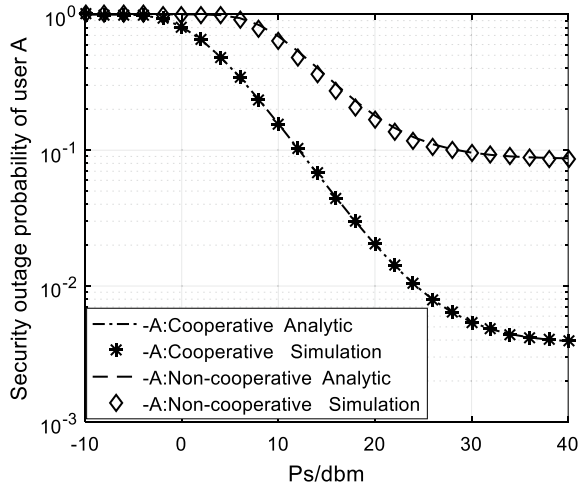 Security outage probability of user A
10^0
10^-1
10^-2
10^-3
-A:Cooperative Analytic
-A:Cooperative Simulation
-A:Non-cooperative Analytic
-A:Non-cooperative Simulation
-10 0 10 20 30 40
Ps/dbm